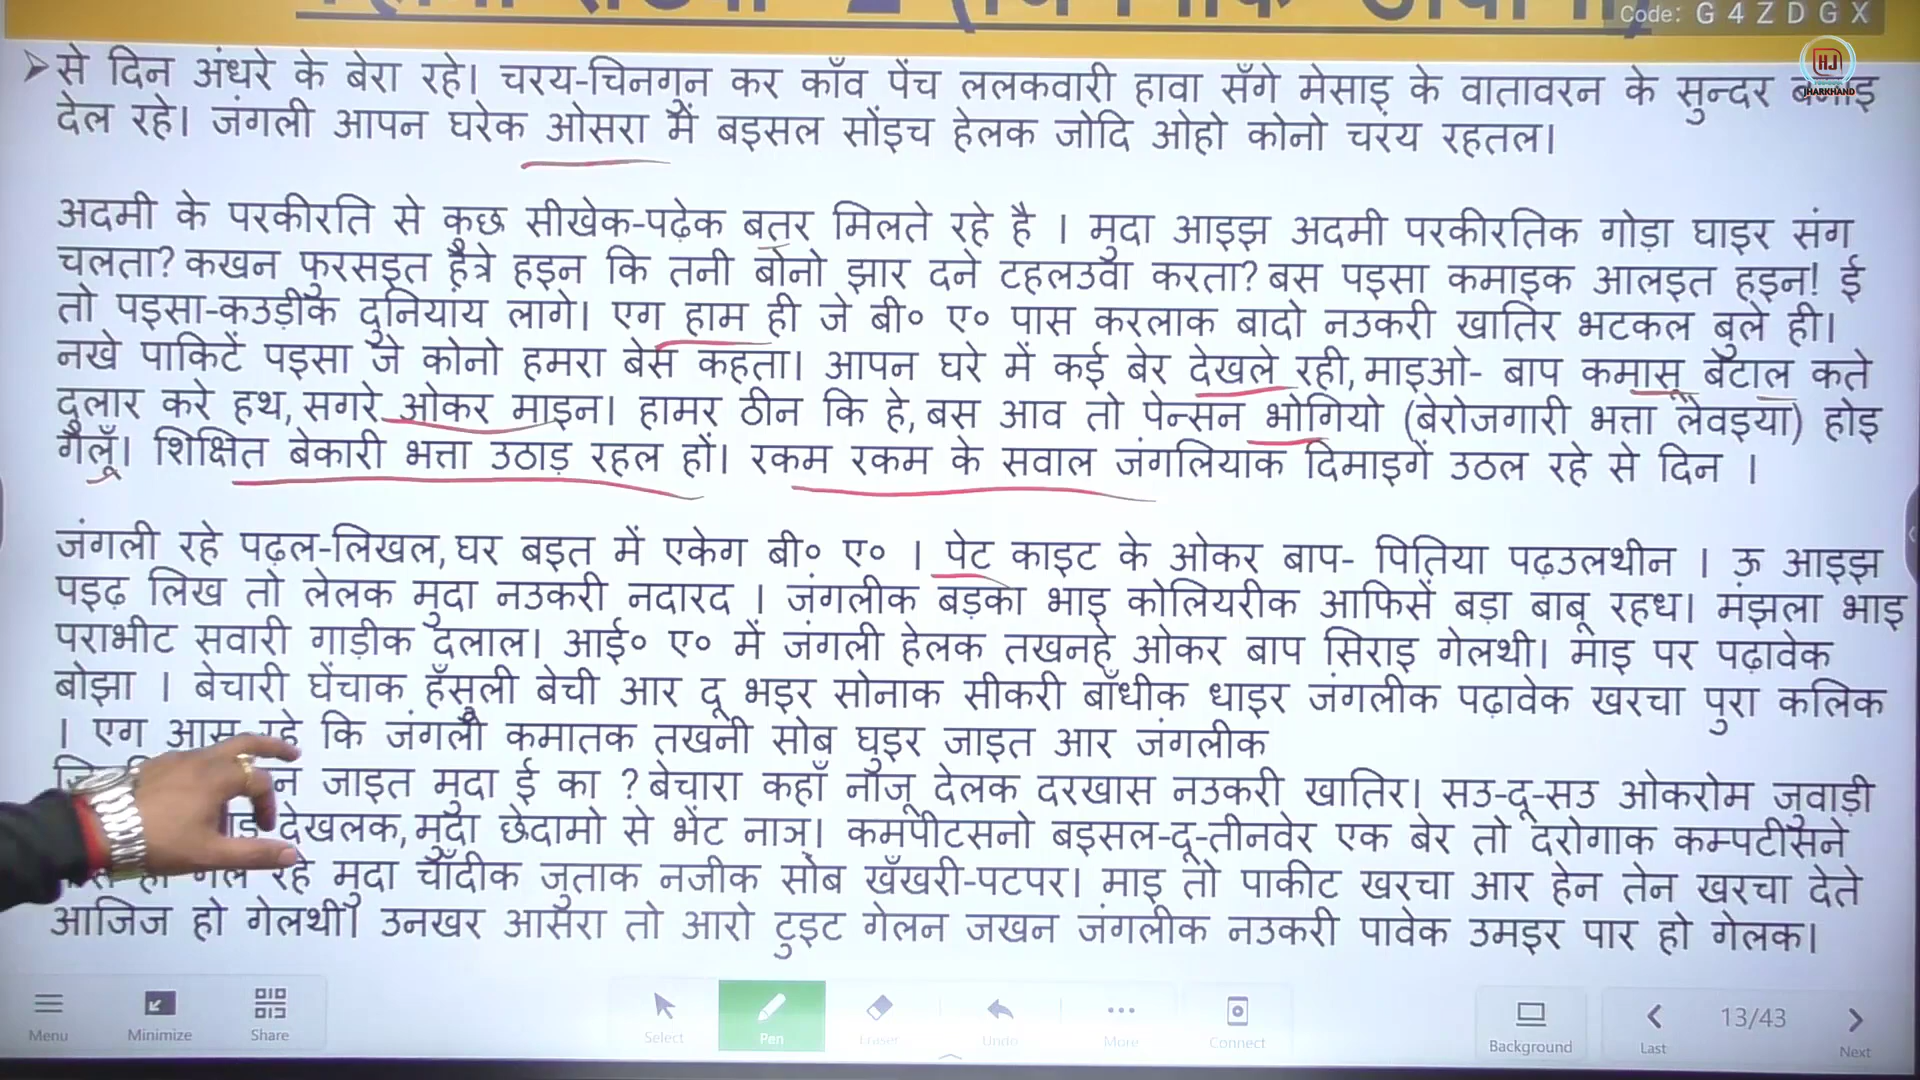 Code: G 4 Z D G X
HJ
JHARKHAND
➤से दिन अंधरे के बेरा रहे। चरय-चिनगुन कर काँव पेंच ललकवारी हावा सँगे मेसाइ के वातावरन के सुन्दर बनाइ
देल रहे। जंगली आपन घरेक ओसरा में बइसल सोंइच हेलक जोदि ओहो कोनो चरंय रहतल।
अदमी के परकीरति से कुछ सीखेक-पढ़ेक बतर मिलते रहे है । मुदा आइझ अदमी परकीरतिक गोड़ा घाइर संग
चलता? कखन फुरसइत हैत्रे हइन कि तनी बोनो झार दने टहलउवा करता? बस पइसा कमाइक आलइत हइन! ई
तो पइसा-कउड़ीक दुनियाय लागे। एग हाम ही जे बी० ए० पास करलाक बादो नउकरी खातिर भटकल बुले ही।
नखे पाकिटें पइसा जे कोनो हमरा बेस कहता। आपन घरे में कई बेर देखले रही, माइओ- बाप कमासू बेटाल कते
दुलार करे हथ, सगरे ओकर माइन। हामर ठीन कि हे, बस आव तो पेन्सन भोगियो (बेरोजगारी भत्ता लेवइया) होइ
गेलूँ। शिक्षित बेकारी भत्ता उठाड़ रहल हों। रकम रकम के सवाल जंगलियाक दिमाइगें उठल रहे से दिन ।
जंगली रहे पढ़ल-लिखल, घर बइत में एकेग बी० ए० । पेट काइट के ओकर बाप- पितिया पढ़उलथीन । ऊ आइझ
पइढ़ लिख तो लेलक मुदा नउकरी नदारद । जंगलीक बड़का भाइ कोलियरीक आफिसें बड़ा बाबू रहथ। मंझला भाइ
पराभीट सवारी गाड़ीक दलाल। आई० ए० में जंगली हेलक तखनहे ओकर बाप सिराइ गेलथी। माइ पर पढ़ावेक
बोझा । बेचारी घेंचाक हँसुली बेची आर दू भइर सोनाक सीकरी बाँधीक धाइर जंगलीक पढ़ावेक खरचा पुरा कलिक
। एग आस रहे कि जंगली कमातक तखनी सोब घुइर जाइत आर जंगलीक
जाइत मुदा ई का ? बेचारा कहाँ नाजू देलक दरखास नउकरी खातिर। सउ-दू-सउ ओकरोम जुवाड़ी
देखलक, मुदा छेदामो से भेंट नाञ्। कमपीटसनो बइसल-दू-तीनवेर एक बेर तो दरोगाक कम्पटीसने
रहे मुदा चाँदीक जुताक नजीक सोब खँखरी-पटपर। माइ तो पाकीट खरचा आर हेन तेन खरचा देते
आजिज हो गेलथी। उनखर आसरा तो आरो टुइट गेलन जखन जंगलीक नउकरी पावेक उमइर पार हो गेलक।
Menu Minimize Share Select Pen Eraser Undo More Connect Background Last 13/43 Next